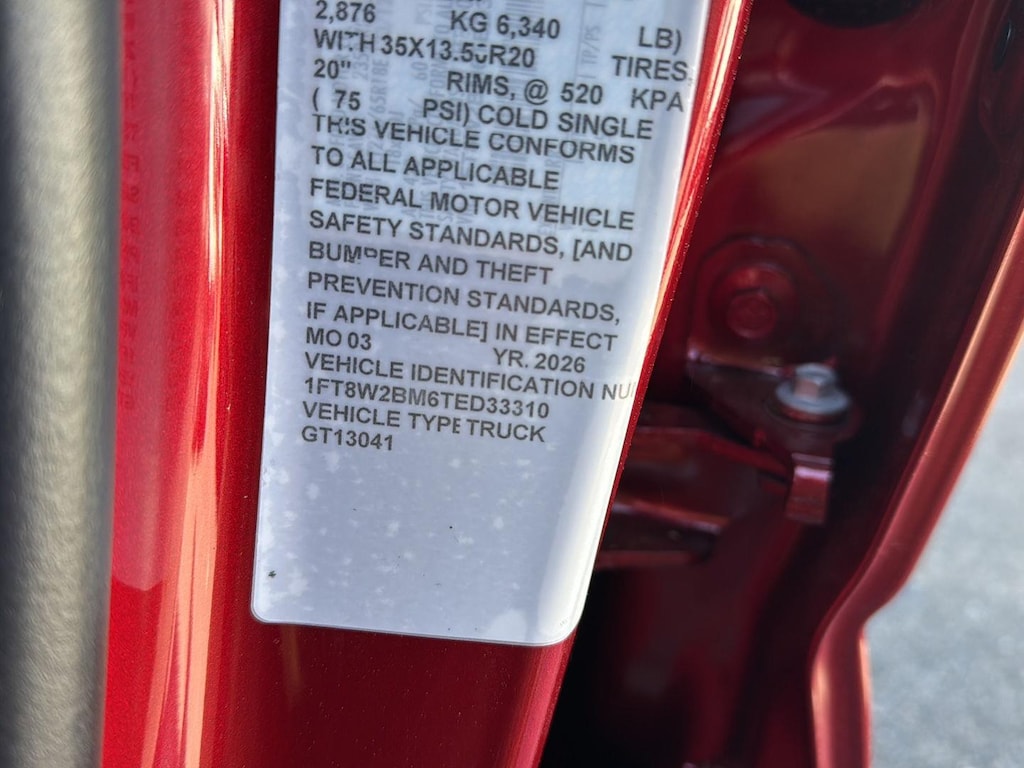 2,876 KG 6,340 LB)
WITH 35X13.50R20 TIRES,
20" RIMS, @ 520 KPA
( 75 PSI) COLD SINGLE
THIS VEHICLE CONFORMS
TO ALL APPLICABLE
FEDERAL MOTOR VEHICLE
SAFETY STANDARDS, [AND
BUMPER AND THEFT
PREVENTION STANDARDS,
IF APPLICABLE] IN EFFECT
MO 03 YR. 2026
VEHICLE IDENTIFICATION NU
1FT8W2BM6TED33310
VEHICLE TYPE TRUCK
GT13041